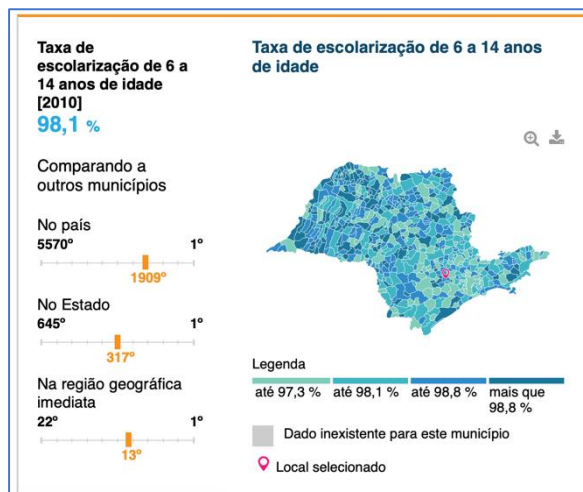 Taxa de
escolarização de 6 a
14 anos de idade
[2010]
98,1 %
Comparando a
outros municípios
No país
5570º 1º
1909º
No Estado
645º 1º
317º
Na região geográfica
imediata
22º 1º
13º
Taxa de escolarização de 6 a 14 anos
de idade
Legenda
até 97,3 % até 98,1 % até 98,8 % mais que
98,8 %
Dado inexistente para este município
Local selecionado